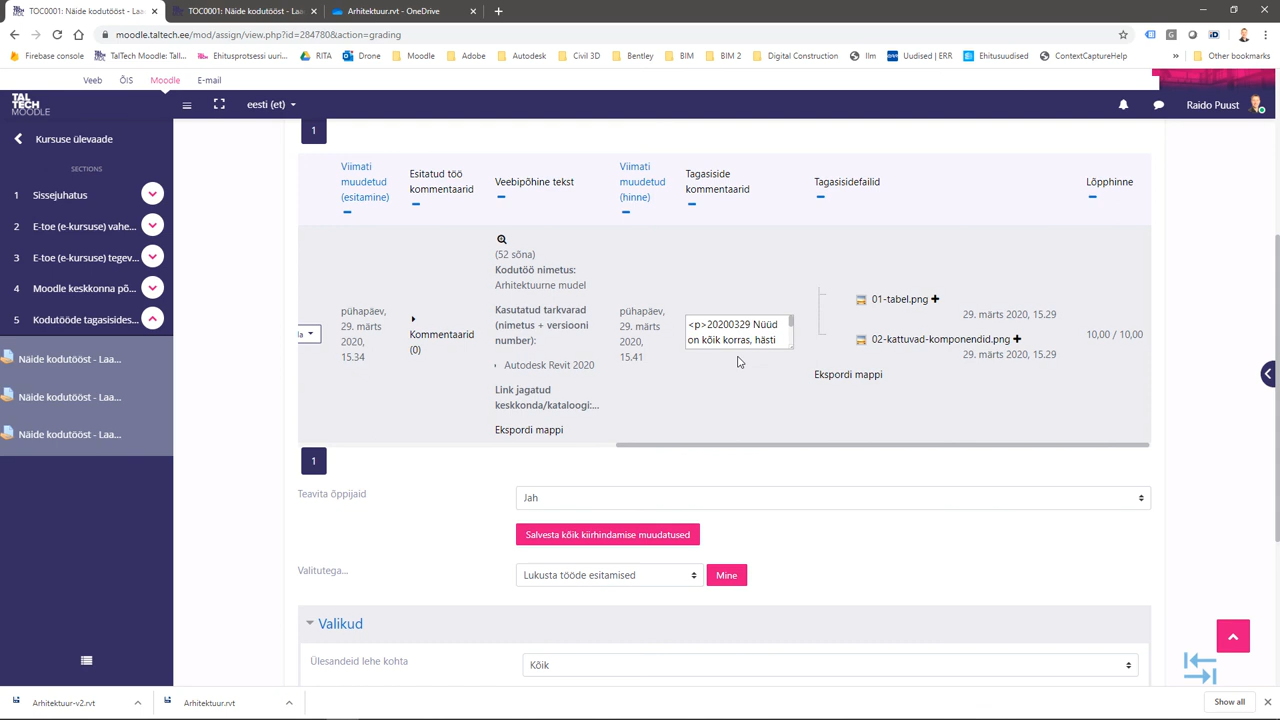 TOC0001: Näide kodutööst - Laa
TOC0001: Näide kodutööst - Laa
Arhitektuur.rvt - OneDrive
moodle.taltech.ee/mod/assign/view.php?id=284780&action=grading
Firebase console
TalTech Moodle: Tall...
Ehitusprotsessi uuri...
RITA
Drone
Moodle
Adobe
Autodesk
Civil 3D
Bentley
BIM
BIM 2
Digital Construction
Ilm
Uudised | ERR
Ehitusuudised
ContextCaptureHelp
»
Other bookmarks
Veeb
ÕIS
Moodle
E-mail
TAL
TECH
MOODLE
eesti (et)
Raido Puust
Kursuse ülevaade
SECTIONS
1 Sissejuhatus
2 E-toe (e-kursuse) vahe...
3 E-toe (e-kursuse) tegev...
4 Moodle keskkonna põ...
5 Kodutööde tagasisides...
Näide kodutööst - Laa...
Näide kodutööst - Laa...
Näide kodutööst - Laa...
1
Viimati
muudetud
(esitamine)
Esitatud töö
kommentaarid
Veebipõhine tekst
Viimati
muudetud
(hinne)
Tagasiside
kommentaarid
Tagasisidefailid
Lõpphinne
la
pühapäev,
29. märts
2020,
15.34
Kommentaarid
(0)
(52 sõna)
Kodutöö nimetus:
Arhitektuurne mudel
Kasutatud tarkvarad
(nimetus + versiooni
number):
Autodesk Revit 2020
Link jagatud
keskkonda/kataloogi:...
Ekspordi mappi
pühapäev,
29. märts
2020,
15.41
<p>20200329 Nüüd
on kõik korras, hästi
01-tabel.png
29. märts 2020, 15.29
02-kattuvad-komponendid.png
29. märts 2020, 15.29
Ekspordi mappi
10,00 / 10,00
1
Teavita õppijaid
Jah
Salvesta kõik kiirhindamise muudatused
Valitutega...
Lukusta tööde esitamised
Mine
Valikud
Ülesandeid lehe kohta
Kõik
Arhitektuur-v2.rvt
Arhitektuur.rvt
Show all